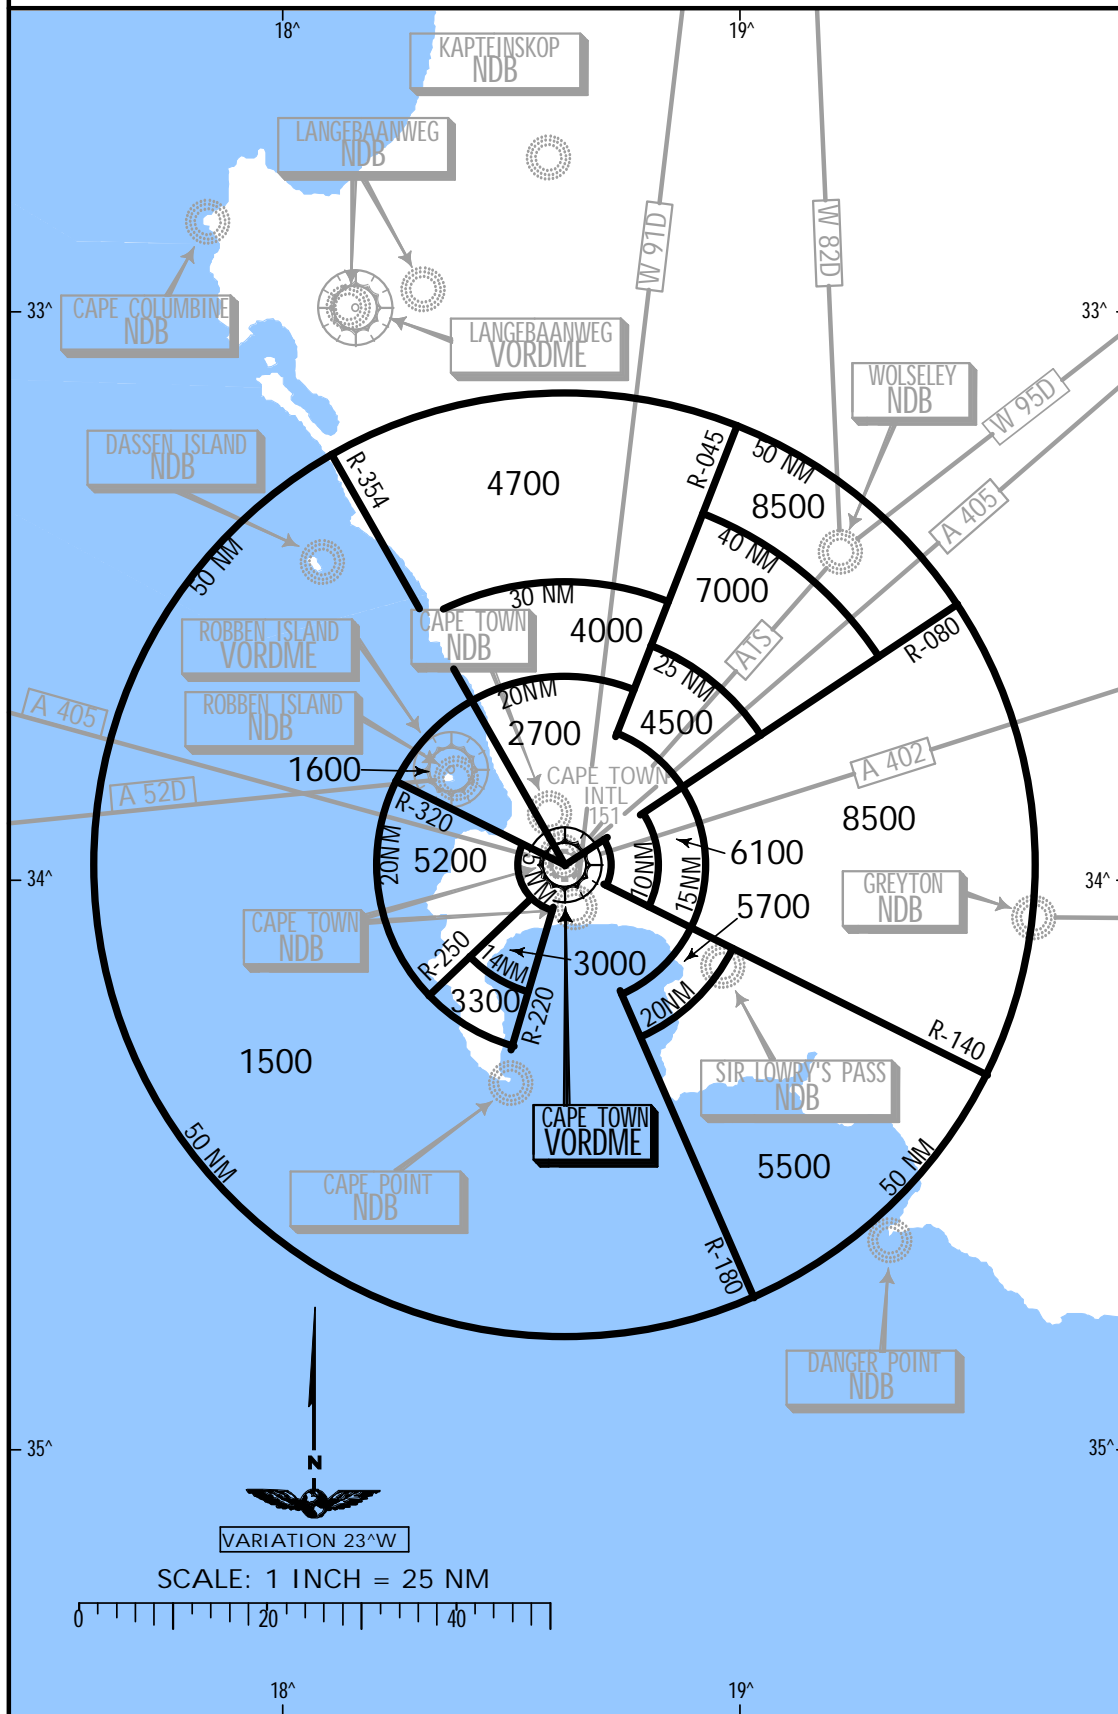 18^
19^
KAPTEINSKOP
NDB
LANGEBAANWEG
NDB
W 91D
W 82D
CAPE COLUMBINE
NDB
33^
33^
LANGEBAANWEG
VORDME
WOLSELEY
NDB
W 95D
DASSEN ISLAND
NDB
R-354
4700
R-045
50 NM
8500
A 405
50 NM
40 NM
7000
30 NM
4000
CAPE TOWN
NDB
ROBBEN ISLAND
VORDME
R-080
ATS
25 NM
4500
20NM
2700
ROBBEN ISLAND
NDB
A 405
1600
A 52D
CAPE TOWN
INTL
151
A 402
R-320
8500
5200
20NM
5 NM
10NM
15NM
6100
5700
34^
34^
GREYTON
NDB
CAPE TOWN
NDB
R-250
14NM
3000
3300
R-220
20NM
R-140
1500
SIR LOWRY'S PASS
NDB
CAPE TOWN
VORDME
50 NM
5500
50 NM
CAPE POINT
NDB
R-180
DANGER POINT
NDB
35^
35^
N
VARIATION 23^W
SCALE: 1 INCH = 25 NM
0 20 40
18^
19^